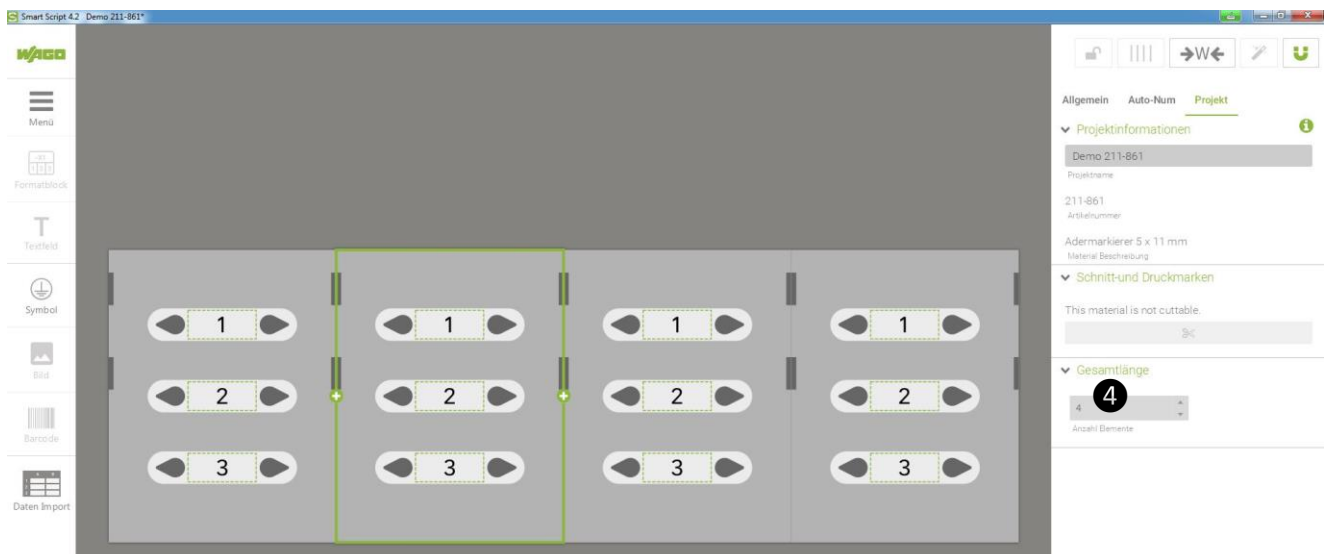 Smart Script 4.2 Demo 211-861*
WAGO
Menü
Formatblock
T
Textfeld
Symbol
Bild
Barcode
Daten Import
1 1 1 1
2 2 2 2
3 3 3 3
W
Allgemein Auto-Num Projekt
Projektinformationen
Demo 211-861
Projektname
211-861
Artikelnummer
Adermarkierer 5 x 11 mm
Material Beschreibung
Schnitt-und Druckmarken
This material is not cuttable.
Gesamtlänge
4 4
Anzahl Elemente